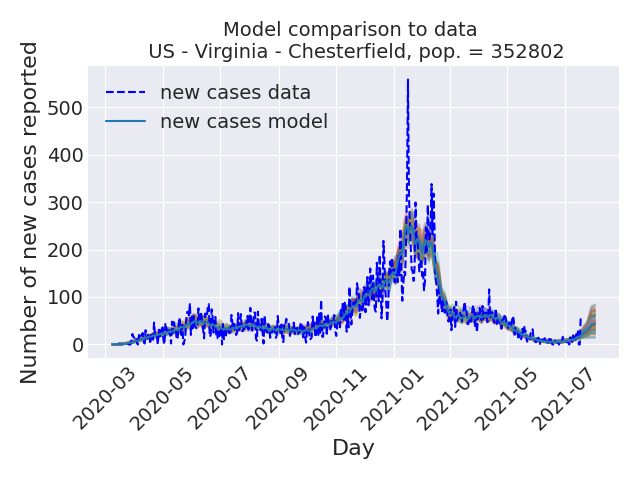 Model comparison to data
US - Virginia - Chesterfield, pop. = 352802
Number of new cases reported
500
400
300
200
100
0
new cases data
new cases model
2020-03
2020-05
2020-07
2020-09
2020-11
2021-01
2021-03
2021-05
2021-07
Day